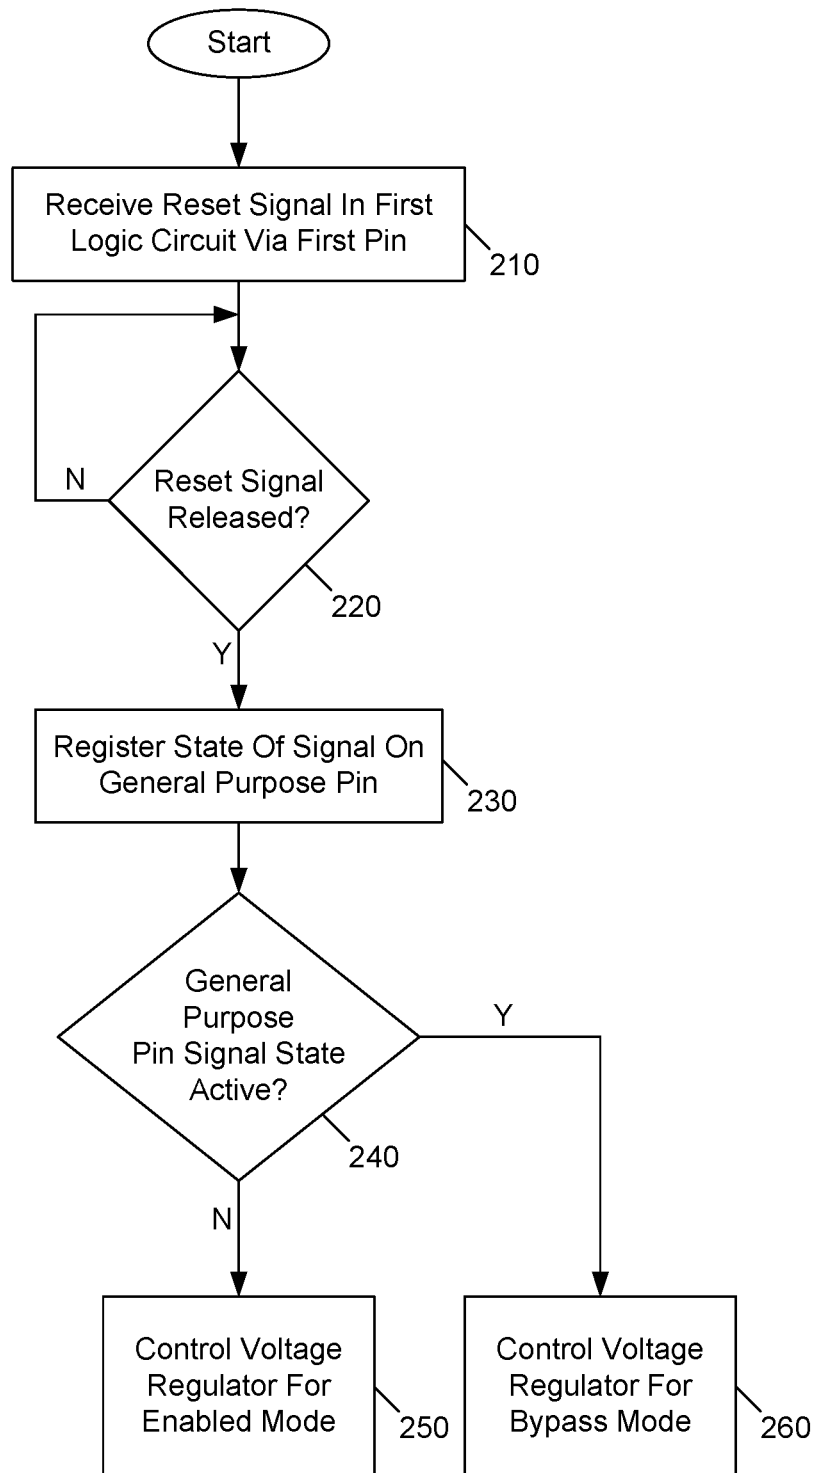 Start
Receive Reset Signal In First
Logic Circuit Via First Pin
210
N
Reset Signal
Released?
220
Y
Register State Of Signal On
General Purpose Pin
230
General
Purpose
Pin Signal State
Active?
Y
240
N
Control Voltage
Regulator For
Enabled Mode
250
Control Voltage
Regulator For
Bypass Mode
260